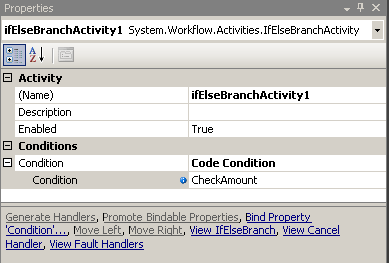 Properties
ifElseBranchActivity1 System.Workflow.Activities.IfElseBranchActivity
Activity
(Name) ifElseBranchActivity1
Description
Enabled True
Conditions
Condition Code Condition
Condition CheckAmount
Generate Handlers, Promote Bindable Properties, Bind Property
'Condition'..., Move Left, Move Right, View IfElseBranch, View Cancel
Handler, View Fault Handlers